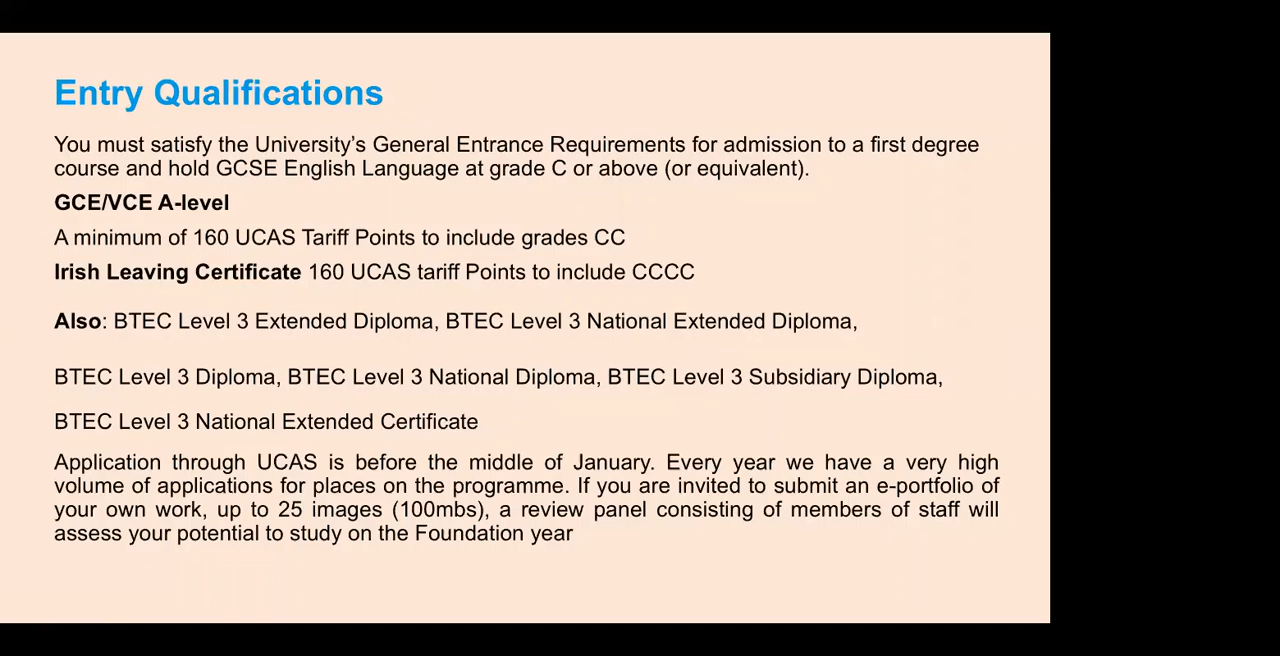 Entry Qualifications
You must satisfy the University’s General Entrance Requirements for admission to a first degree
course and hold GCSE English Language at grade C or above (or equivalent).
GCE/VCE A-level
A minimum of 160 UCAS Tariff Points to include grades CC
Irish Leaving Certificate 160 UCAS tariff Points to include CCCC
Also: BTEC Level 3 Extended Diploma, BTEC Level 3 National Extended Diploma,
BTEC Level 3 Diploma, BTEC Level 3 National Diploma, BTEC Level 3 Subsidiary Diploma,
BTEC Level 3 National Extended Certificate
Application through UCAS is before the middle of January. Every year we have a very high
volume of applications for places on the programme. If you are invited to submit an e-portfolio of
your own work, up to 25 images (100mbs), a review panel consisting of members of staff will
assess your potential to study on the Foundation year